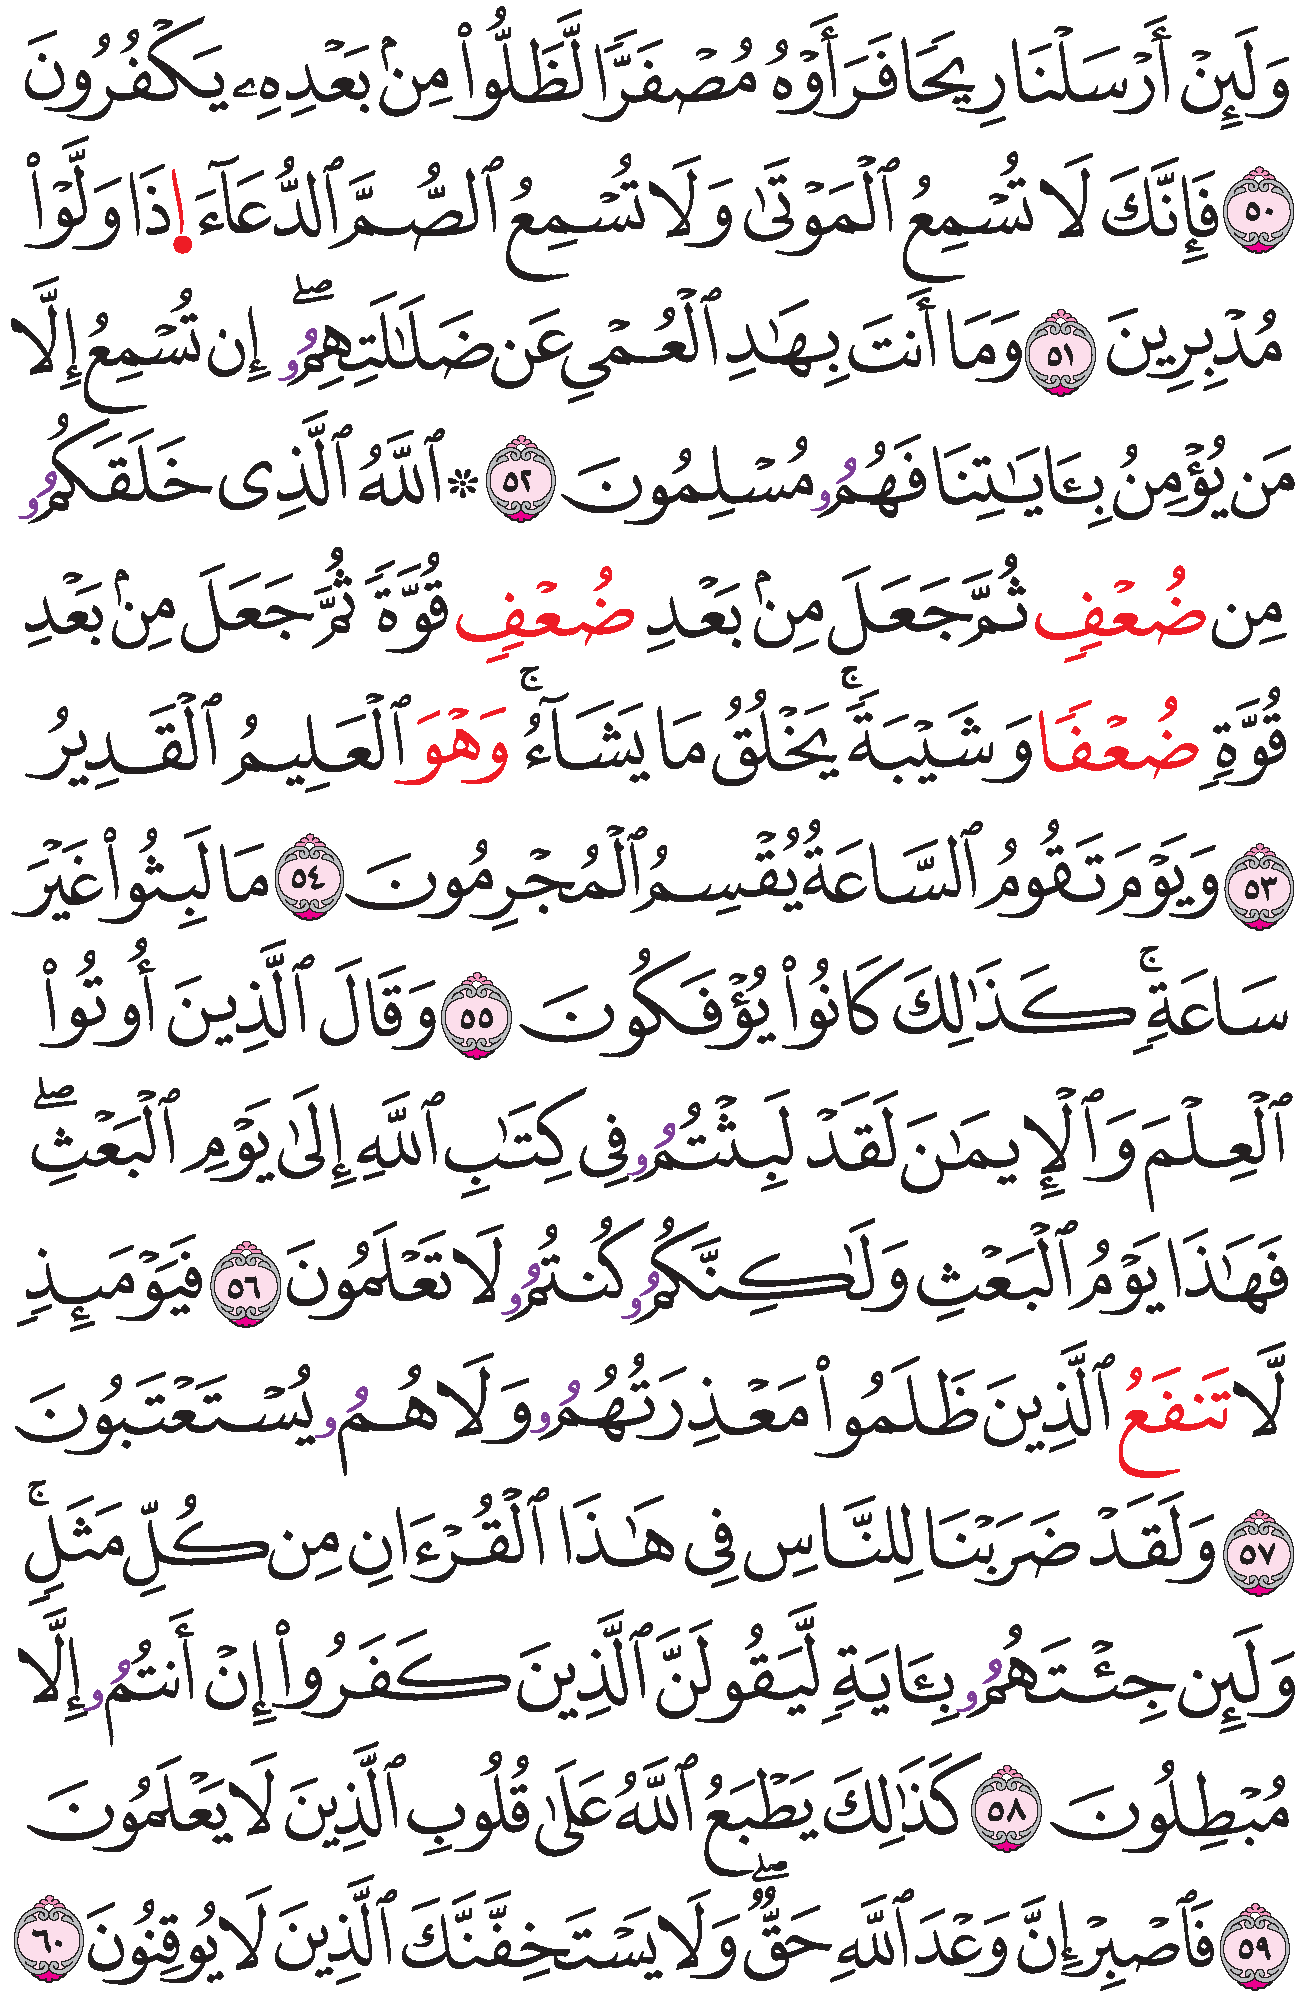 وَلَئِنۡ أَرۡسَلۡنَا رِيحٗا فَرَأَوۡهُ مُصۡفَرّٗا لَّظَلُّواْ مِنۢ بَعۡدِهِۦ يَكۡفُرُونَ
٥٠ فَإِنَّكَ لَا تُسۡمِعُ ٱلۡمَوۡتَىٰ وَلَا تُسۡمِعُ ٱلصُّمَّ ٱلدُّعَآءَ اِ۪ذَا وَلَّوۡاْ
مُدۡبِرِينَ ٥١ وَمَا أَنتَ بِهَٰدِ ٱلۡعُمۡيِ عَن ضَلَٰلَتِهِمُۥۖ إِن تُسۡمِعُ إِلَّا
مَن يُؤۡمِنُ بِـَٔايَٰتِنَا فَهُمُۥ مُسۡلِمُونَ ٥٢ ۞ ٱللَّهُ ٱلَّذِي خَلَقَكُمُۥ
مِن ضُعۡفٖ ثُمَّ جَعَلَ مِنۢ بَعۡدِ ضُعۡفٖ قُوَّةٗ ثُمَّ جَعَلَ مِنۢ بَعۡدِ
قُوَّةٖ ضُعۡفٗا وَشَيۡبَةٗۚ يَخۡلُقُ مَا يَشَآءُۚ وَهۡوَ ٱلۡعَلِيمُ ٱلۡقَدِيرُ
٥٣ وَيَوۡمَ تَقُومُ ٱلسَّاعَةُ يُقۡسِمُ ٱلۡمُجۡرِمُونَ ٥٤ مَا لَبِثُواْ غَيۡرَ
سَاعَةٖۚ كَذَٰلِكَ كَانُواْ يُؤۡفَكُونَ ٥٥ وَقَالَ ٱلَّذِينَ أُوتُواْ
ٱلۡعِلۡمَ وَٱلۡإِيمَٰنَ لَقَدۡ لَبِثۡتُمُۥ فِي كِتَٰبِ ٱللَّهِ إِلَىٰ يَوۡمِ ٱلۡبَعۡثِۖ
فَهَٰذَا يَوۡمُ ٱلۡبَعۡثِ وَلَٰكِنَّكُمُۥ كُنتُمُۥ لَا تَعۡلَمُونَ ٥٦ فَيَوۡمَئِذٖ
لَّا تَنفَعُ ٱلَّذِينَ ظَلَمُواْ مَعۡذِرَتُهُمُۥ وَلَا هُمُۥ يُسۡتَعۡتَبُونَ
٥٧ وَلَقَدۡ ضَرَبۡنَا لِلنَّاسِ فِي هَٰذَا ٱلۡقُرۡءَانِ مِن كُلِّ مَثَلٖۚ
وَلَئِن جِئۡتَهُمُۥ بِـَٔايَةٖ لَّيَقُولَنَّ ٱلَّذِينَ كَفَرُواْ إِنۡ أَنتُمُۥ إِلَّا
مُبۡطِلُونَ ٥٨ كَذَٰلِكَ يَطۡبَعُ ٱللَّهُ عَلَىٰ قُلُوبِ ٱلَّذِينَ لَا يَعۡلَمُونَ
٥٩ فَٱصۡبِرۡ إِنَّ وَعۡدَ ٱللَّهِ حَقّٞۖ وَلَا يَسۡتَخِفَّنَّكَ ٱلَّذِينَ لَا يُوقِنُونَ ٦٠